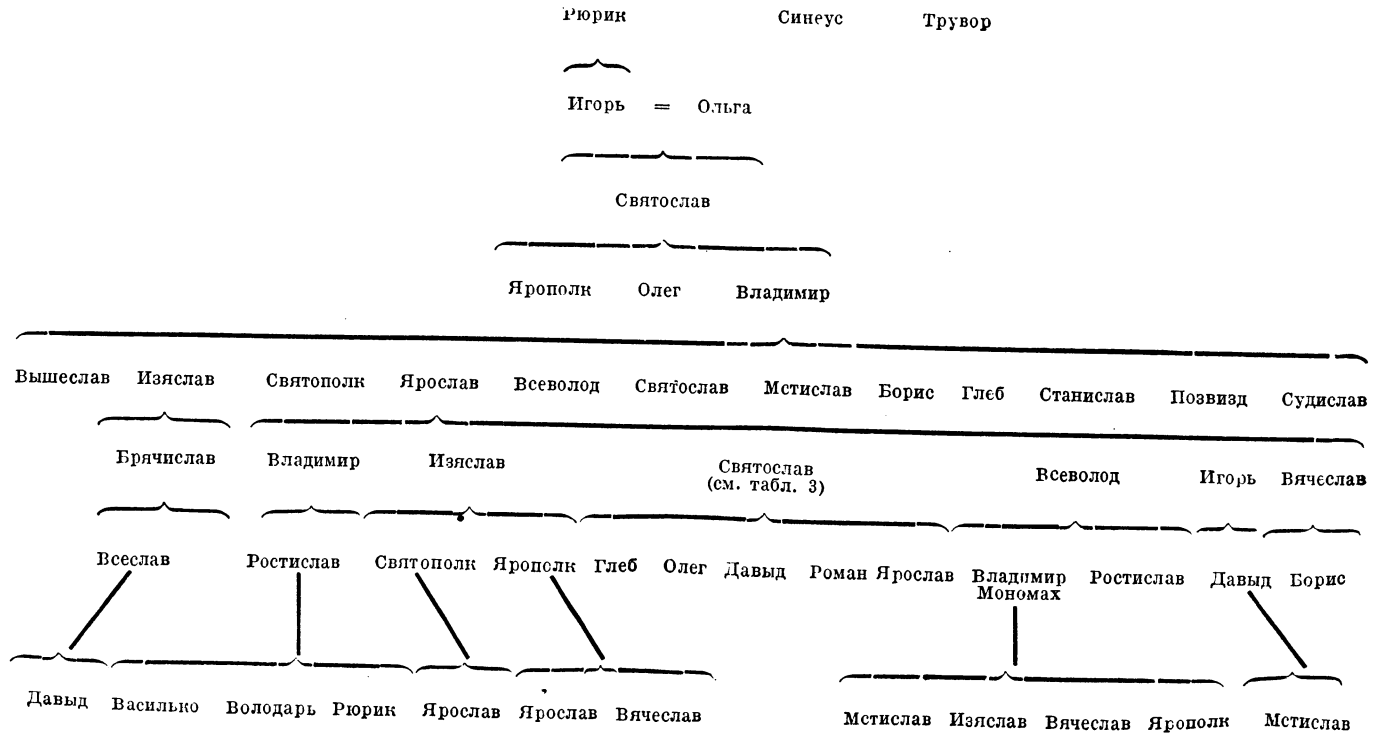 Рюрик Синеус Трувор
Игорь = Ольга
Святослав
Ярополк Олег Владимир
Вышеслав Изяслав Святополк Ярослав Всеволод Святослав Мстислав Борис Глеб Станислав Позвизд Судислав
Брячислав Владимир Изяслав Святослав Всеволод Игорь Вячеслав
(см. табл. 3)
Всеслав Ростислав Святополк Ярополк Глеб Олег Давыд Роман Ярослав Владимир Ростислав Давыд Борис
Мономах
Давыд Василько Володарь Рюрик Ярослав Ярослав Вячеслав Мстислав Изяслав Вячеслав Ярополк Мстислав